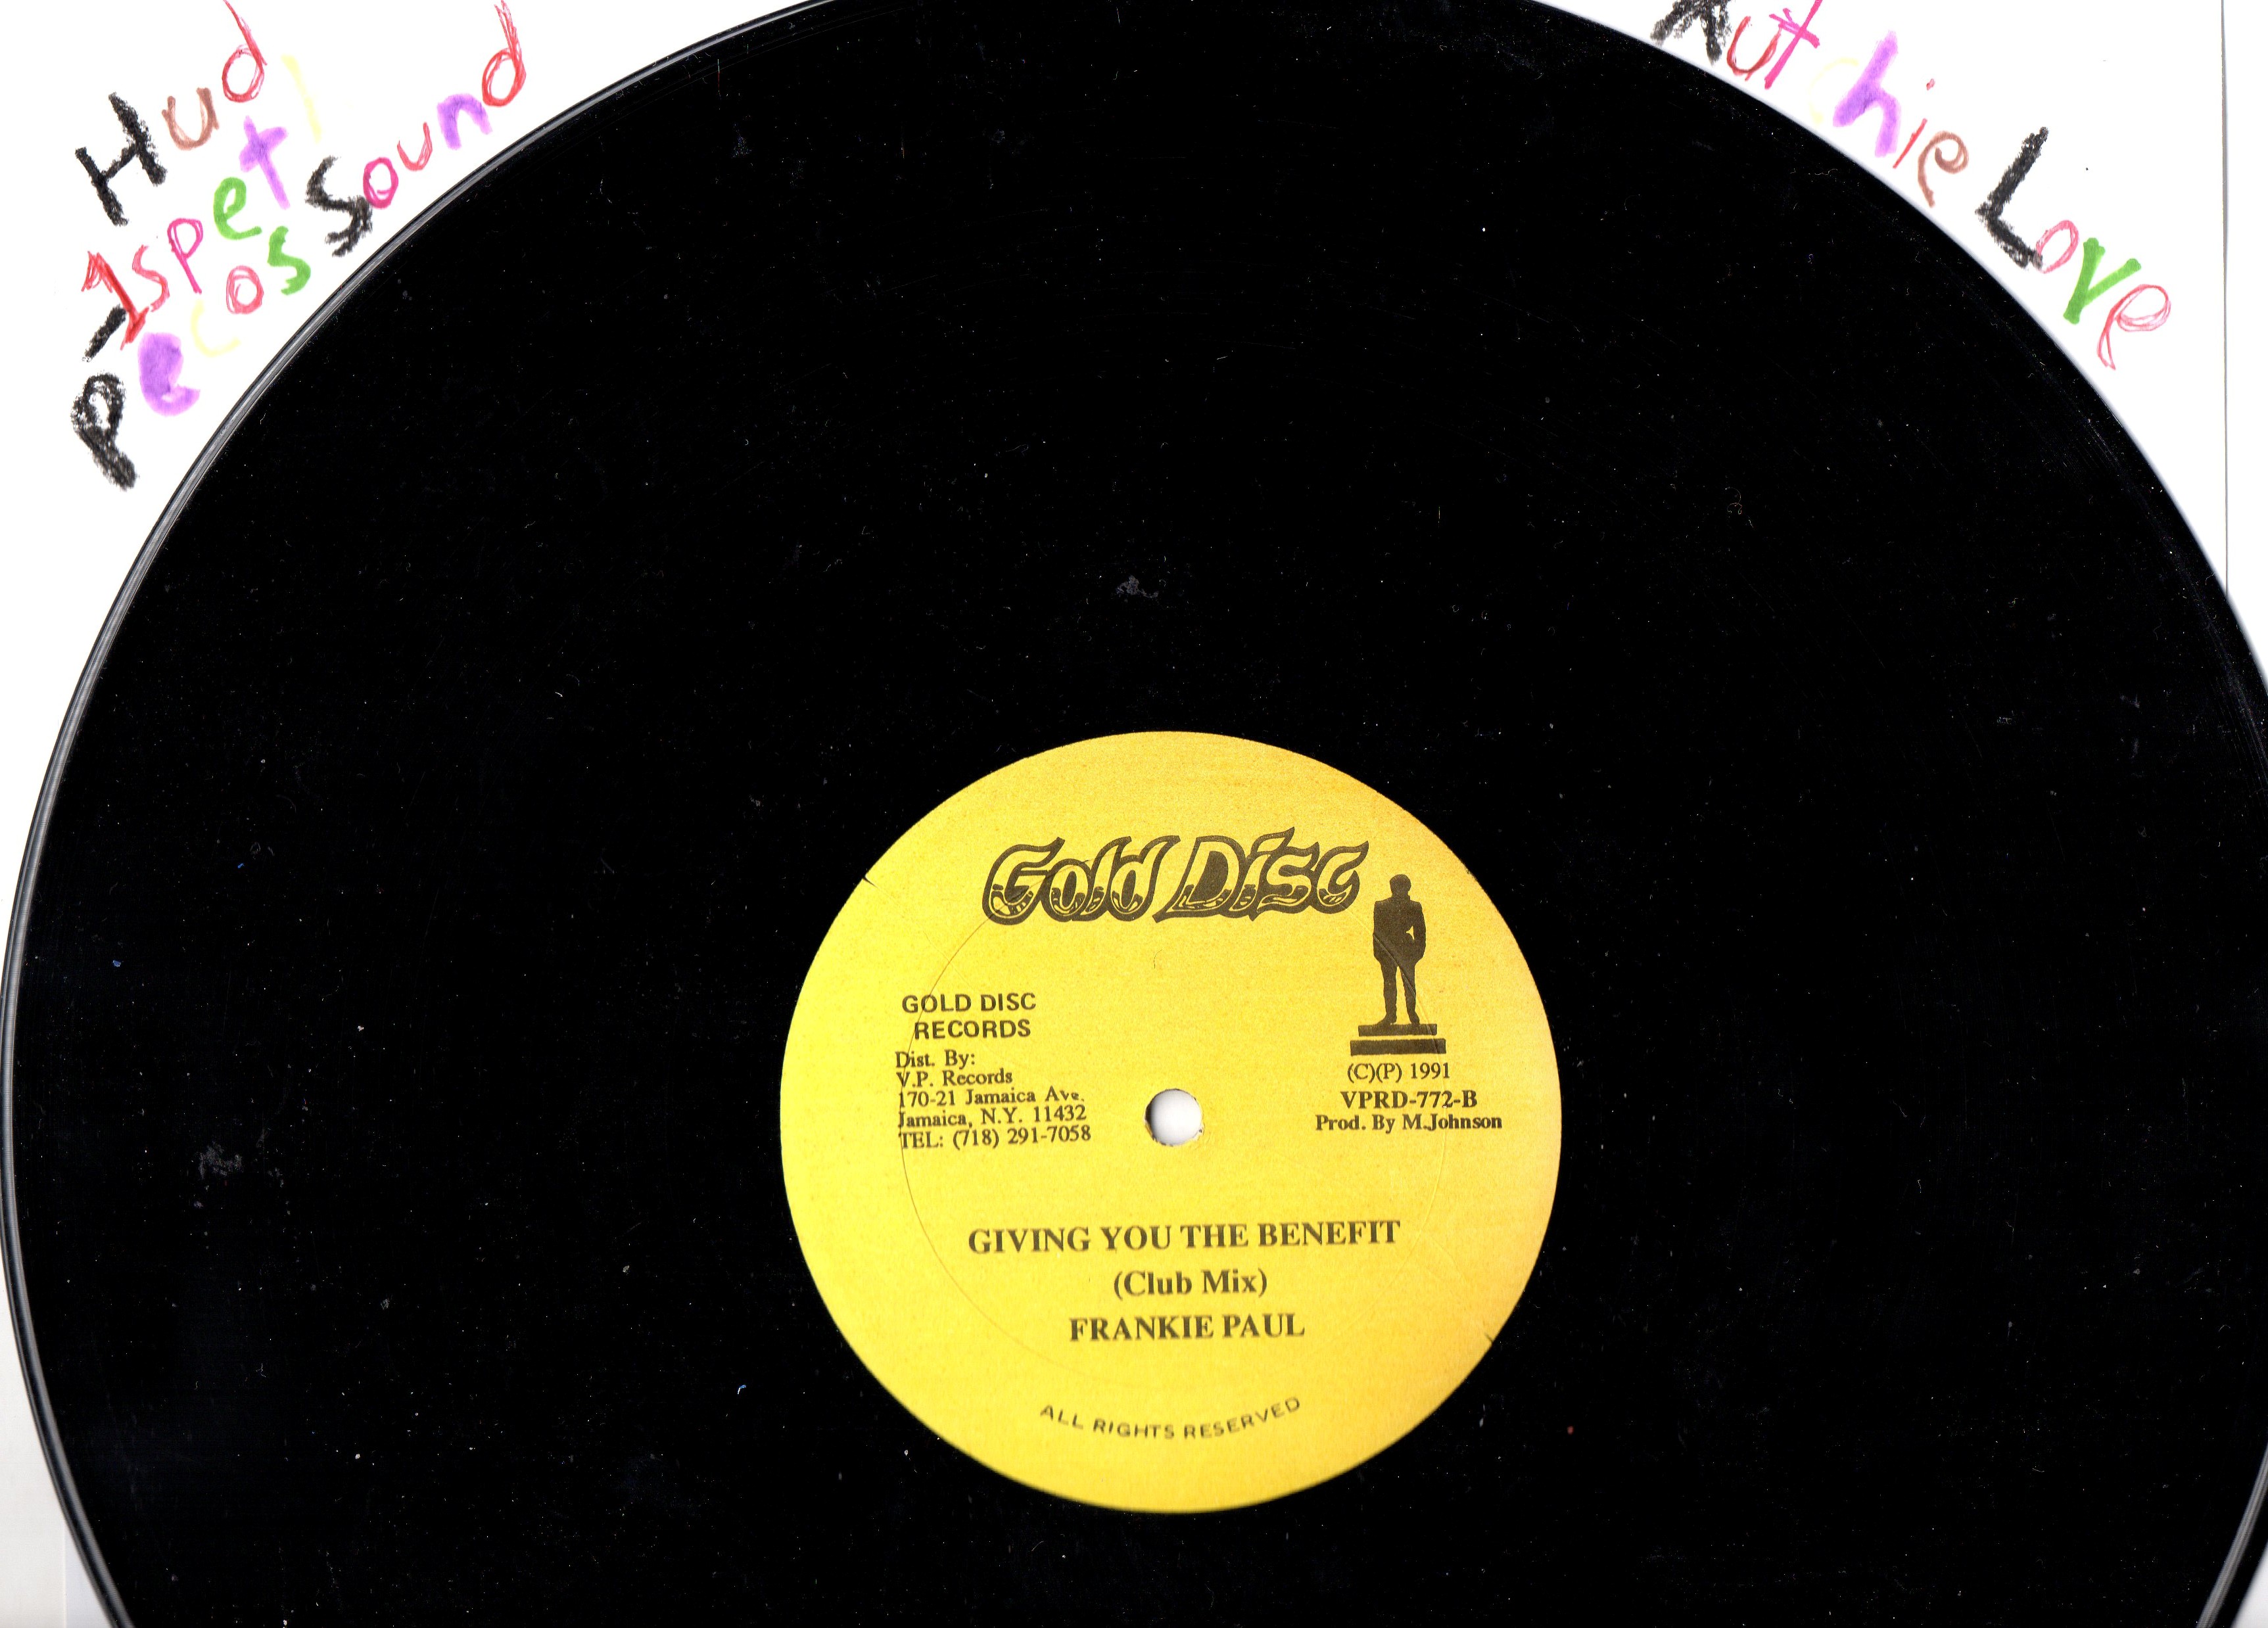 Hud
-1spetl
Pecos Sound
Kutchie Love
Gold Disc
GOLD DISC
RECORDS
Dist. By:
V.P. Records
170-21 Jamaica Ave.
Jamaica, N.Y. 11432
TEL: (718) 291-7058
(C)(P) 1991
VPRD-772-B
Prod. By M.Johnson
GIVING YOU THE BENEFIT
(Club Mix)
FRANKIE PAUL
ALL RIGHTS RESERVED